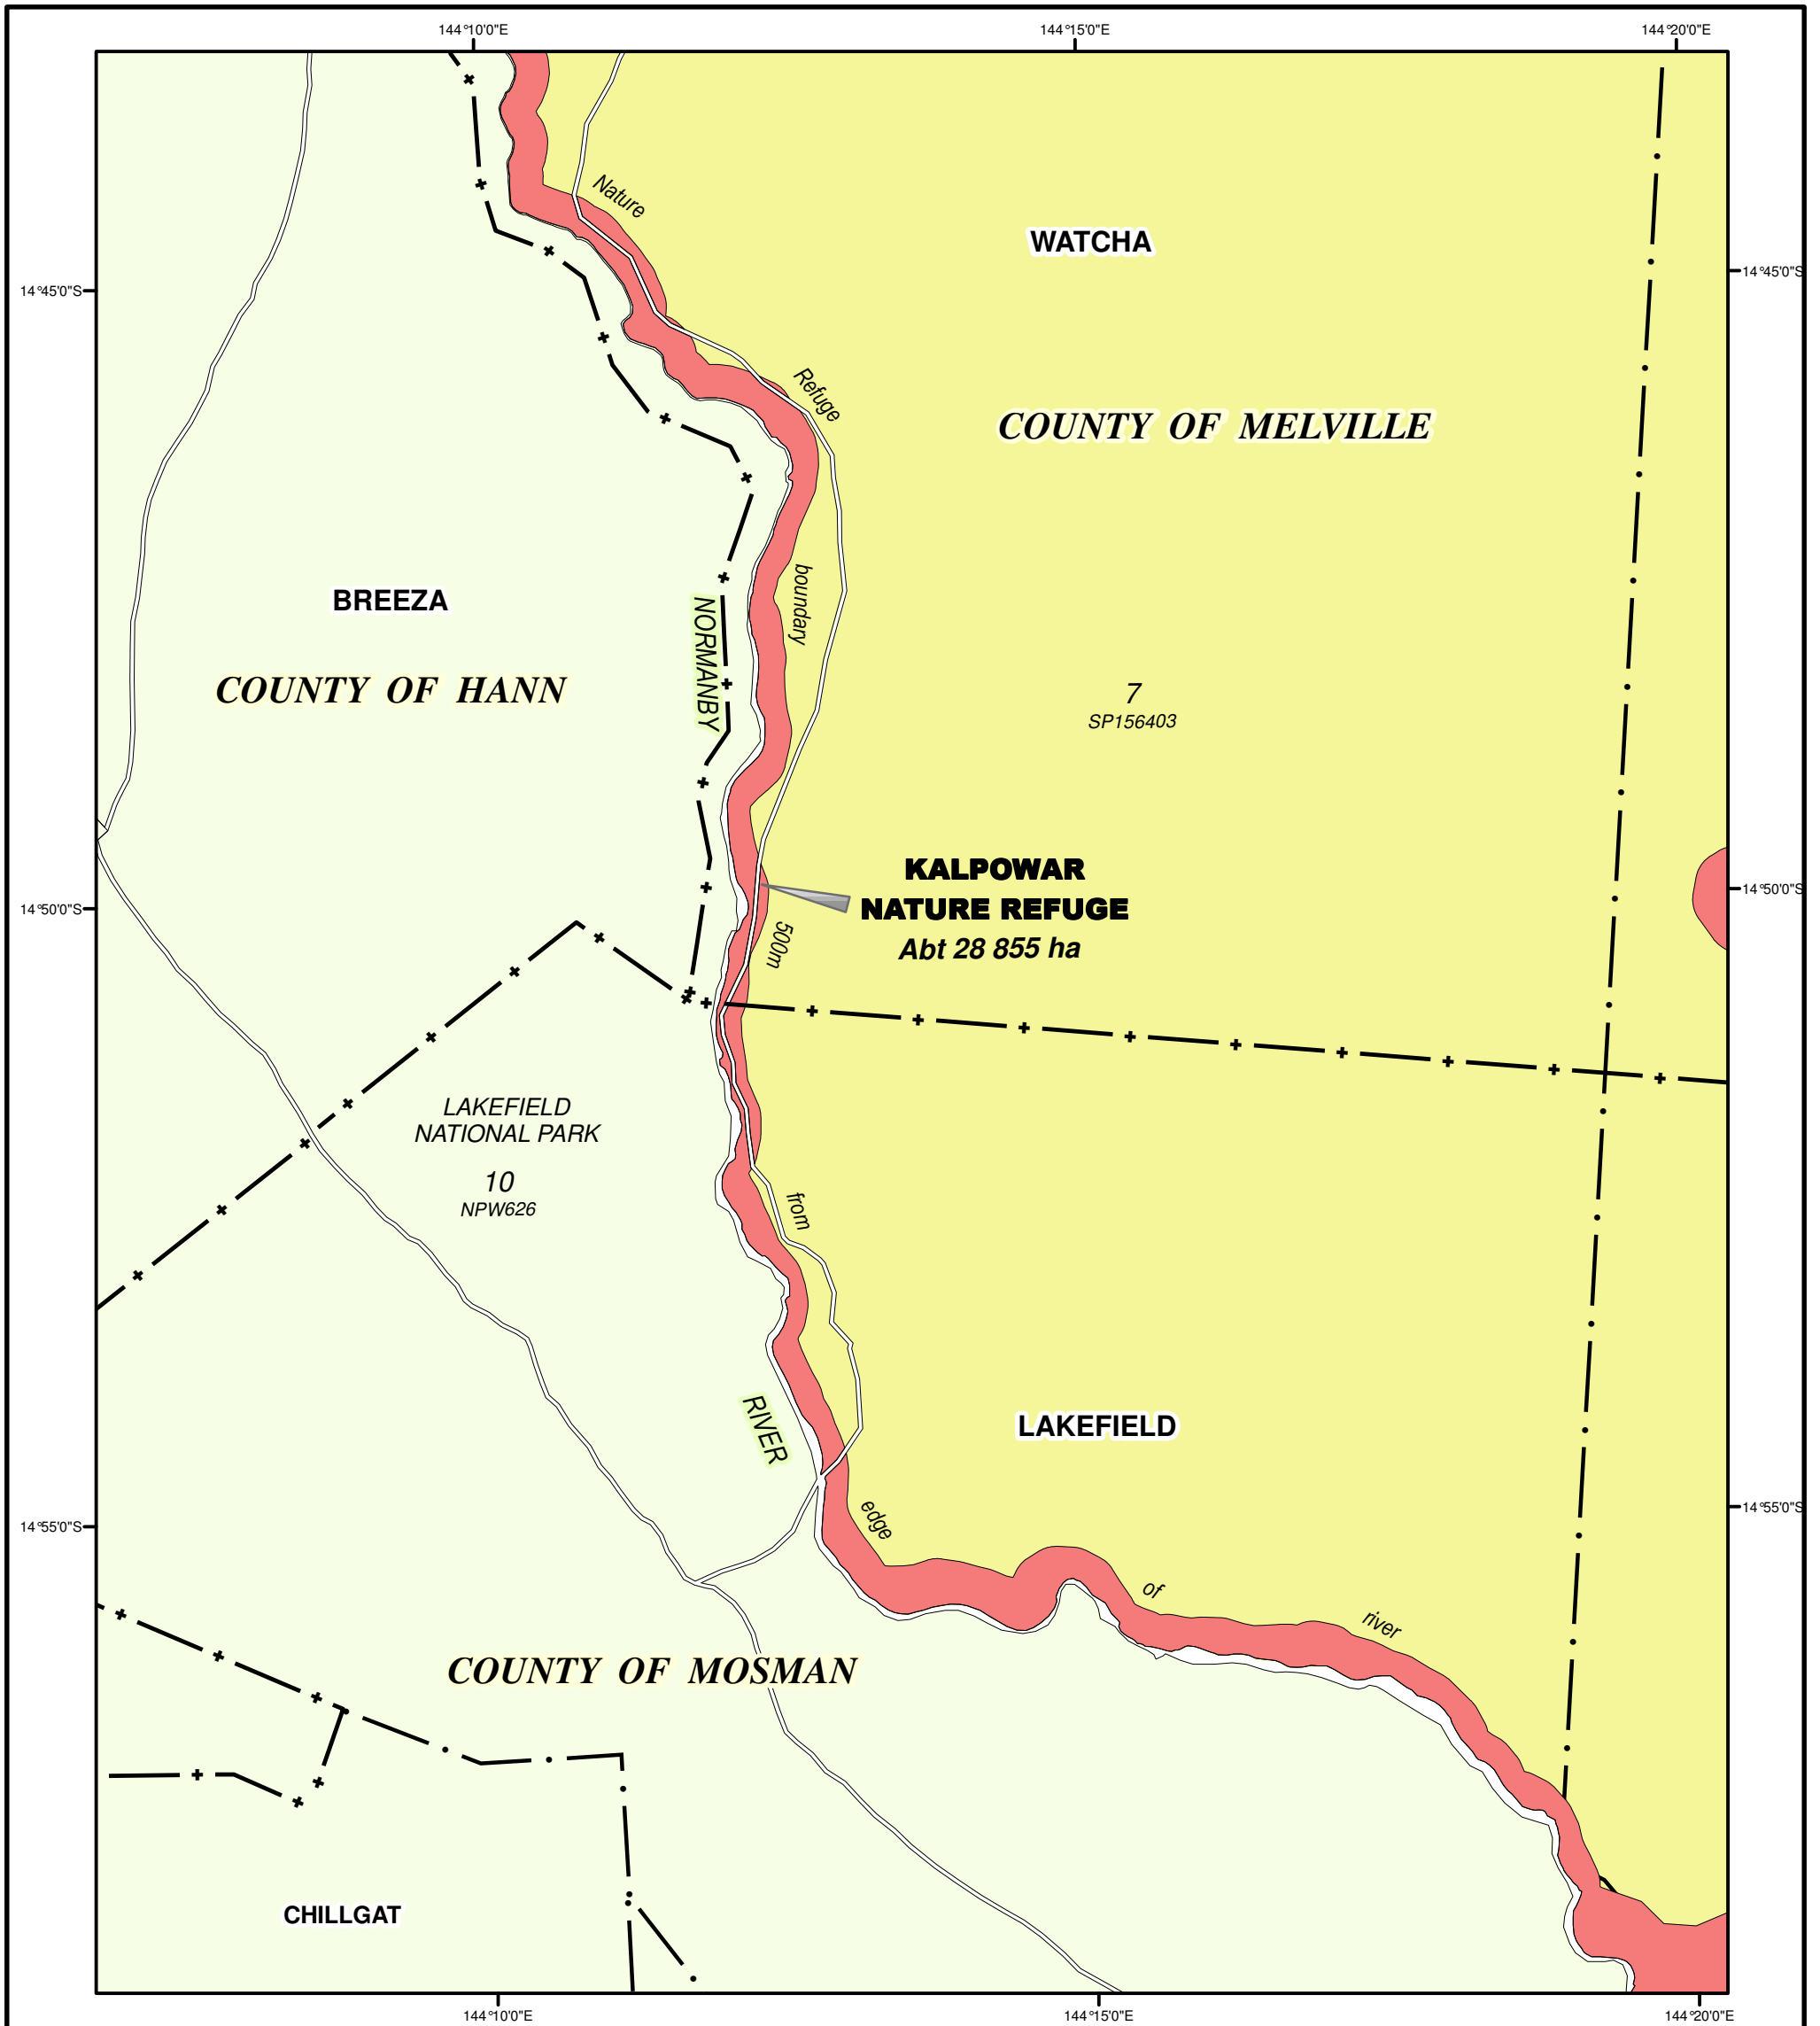 144°10'0"E
144°15'0"E
144°20'0"E
Nature
WATCHA
14°45'0"S
14°45'0"S
Refuge
COUNTY OF MELVILLE
BREEZA
boundary
NORMANBY
COUNTY OF HANN
7
SP156403
KALPOWAR
NATURE REFUGE
Abt 28 855 ha
14°50'0"S
14°50'0"S
500m
LAKEFIELD
NATIONAL PARK
10
NPW626
from
RIVER
LAKEFIELD
edge
14°55'0"S
14°55'0"S
of
river
COUNTY OF MOSMAN
CHILLGAT
144°10'0"E
144°15'0"E
144°20'0"E